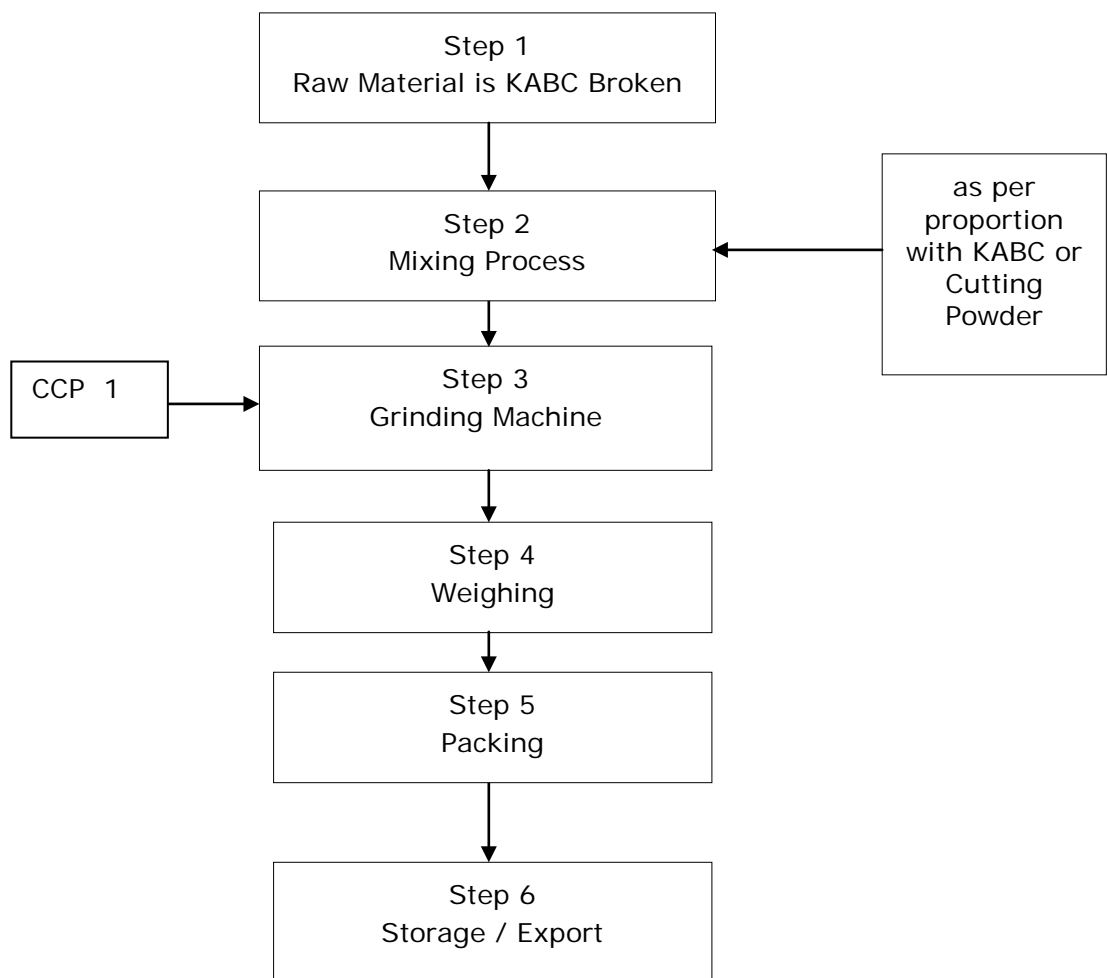 Step 1
Raw Material is KABC Broken
Step 2
Mixing Process
as per
proportion
with KABC or
Cutting
Powder
CCP 1
Step 3
Grinding Machine
Step 4
Weighing
Step 5
Packing
Step 6
Storage / Export